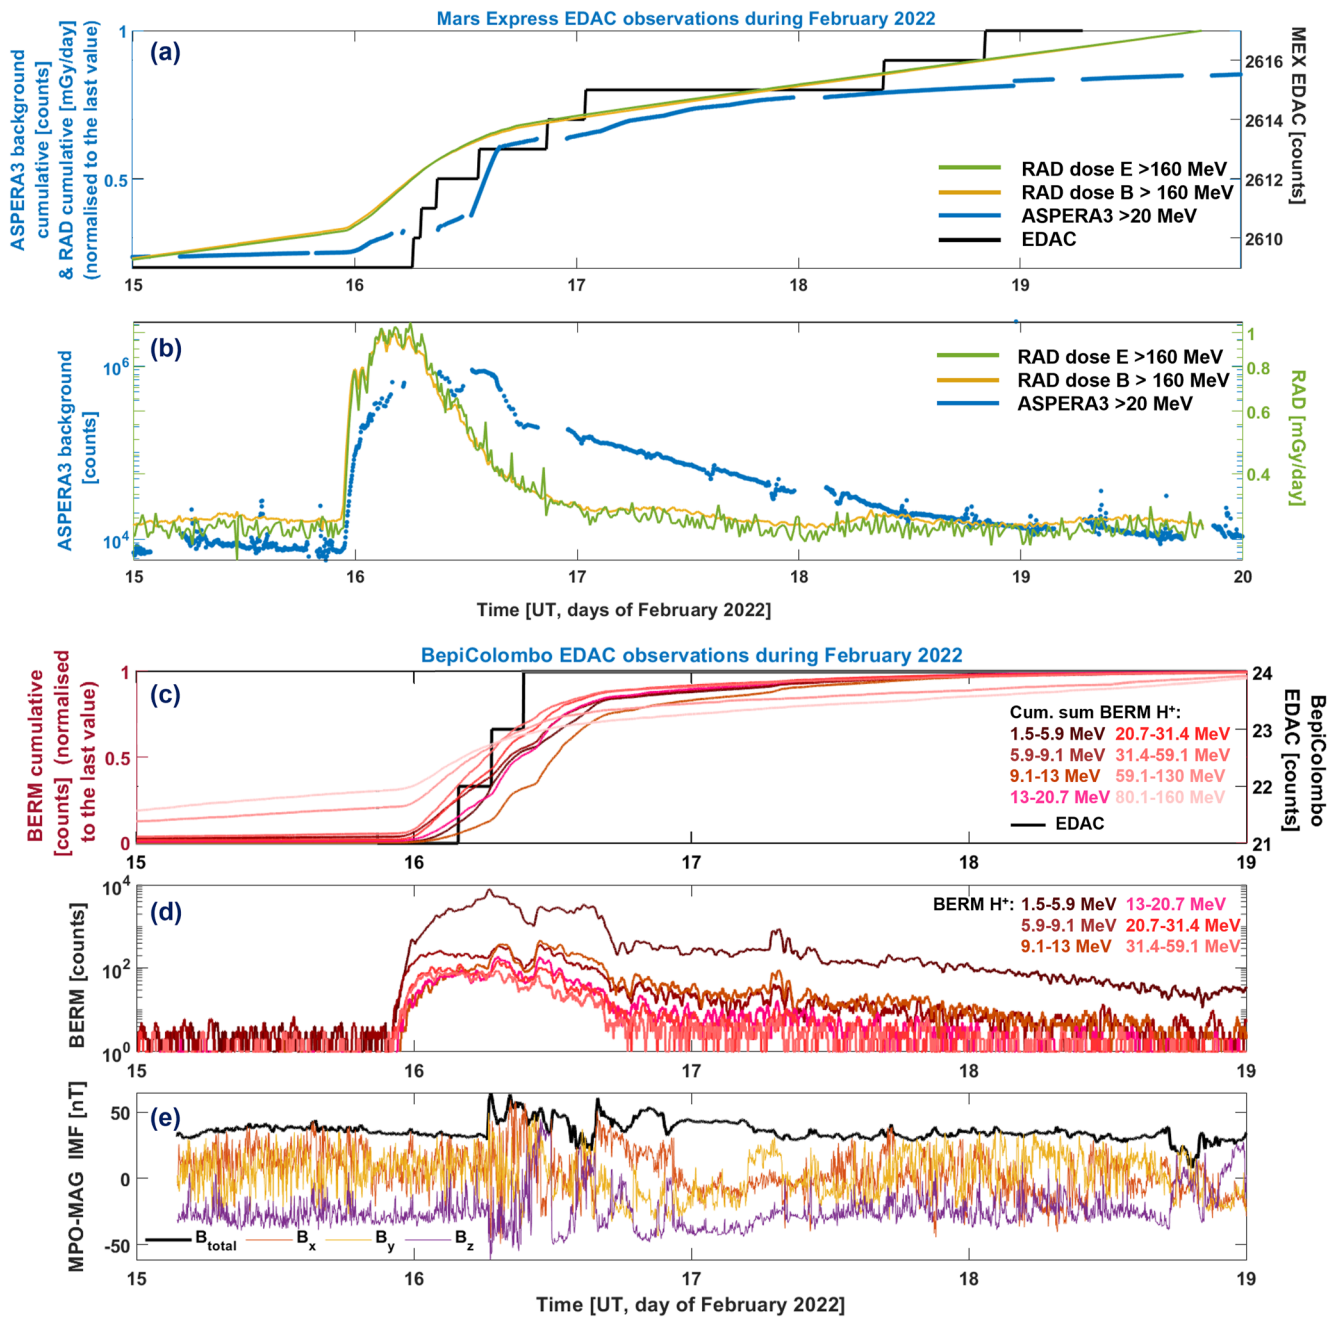 Mars Express EDAC observations during February 2022
(a)
ASPERA3 background
cumulative [counts]
& RAD cumulative [mGy/day]
(normalised to the last value)
1
0.5
2616
2614
2612
2610
MEX EDAC [counts]
RAD dose E >160 MeV
RAD dose B > 160 MeV
ASPERA3 >20 MeV
EDAC
15 16 17 18 19
(b)
ASPERA3 background
[counts]
10^6
10^4
1
0.8
0.6
0.4
RAD [mGy/day]
RAD dose E >160 MeV
RAD dose B > 160 MeV
ASPERA3 >20 MeV
15 16 17 18 19 20
Time [UT, days of February 2022]
BepiColombo EDAC observations during February 2022
(c)
BERM cumulative
[counts] (normalised
to the last value)
1
0.5
0
24
23
22
21
BepiColombo
EDAC [counts]
Cum. sum BERM H⁺:
1.5-5.9 MeV 20.7-31.4 MeV
5.9-9.1 MeV 31.4-59.1 MeV
9.1-13 MeV 59.1-130 MeV
13-20.7 MeV 80.1-160 MeV
EDAC
15 16 17 18 19
(d)
BERM [counts]
10^4
10^2
10^0
BERM H⁺: 1.5-5.9 MeV 13-20.7 MeV
5.9-9.1 MeV 20.7-31.4 MeV
9.1-13 MeV 31.4-59.1 MeV
15 16 17 18 19
(e)
MPO-MAG IMF [nT]
50
0
-50
B_total B_x B_y B_z
15 16 17 18 19
Time [UT, day of February 2022]